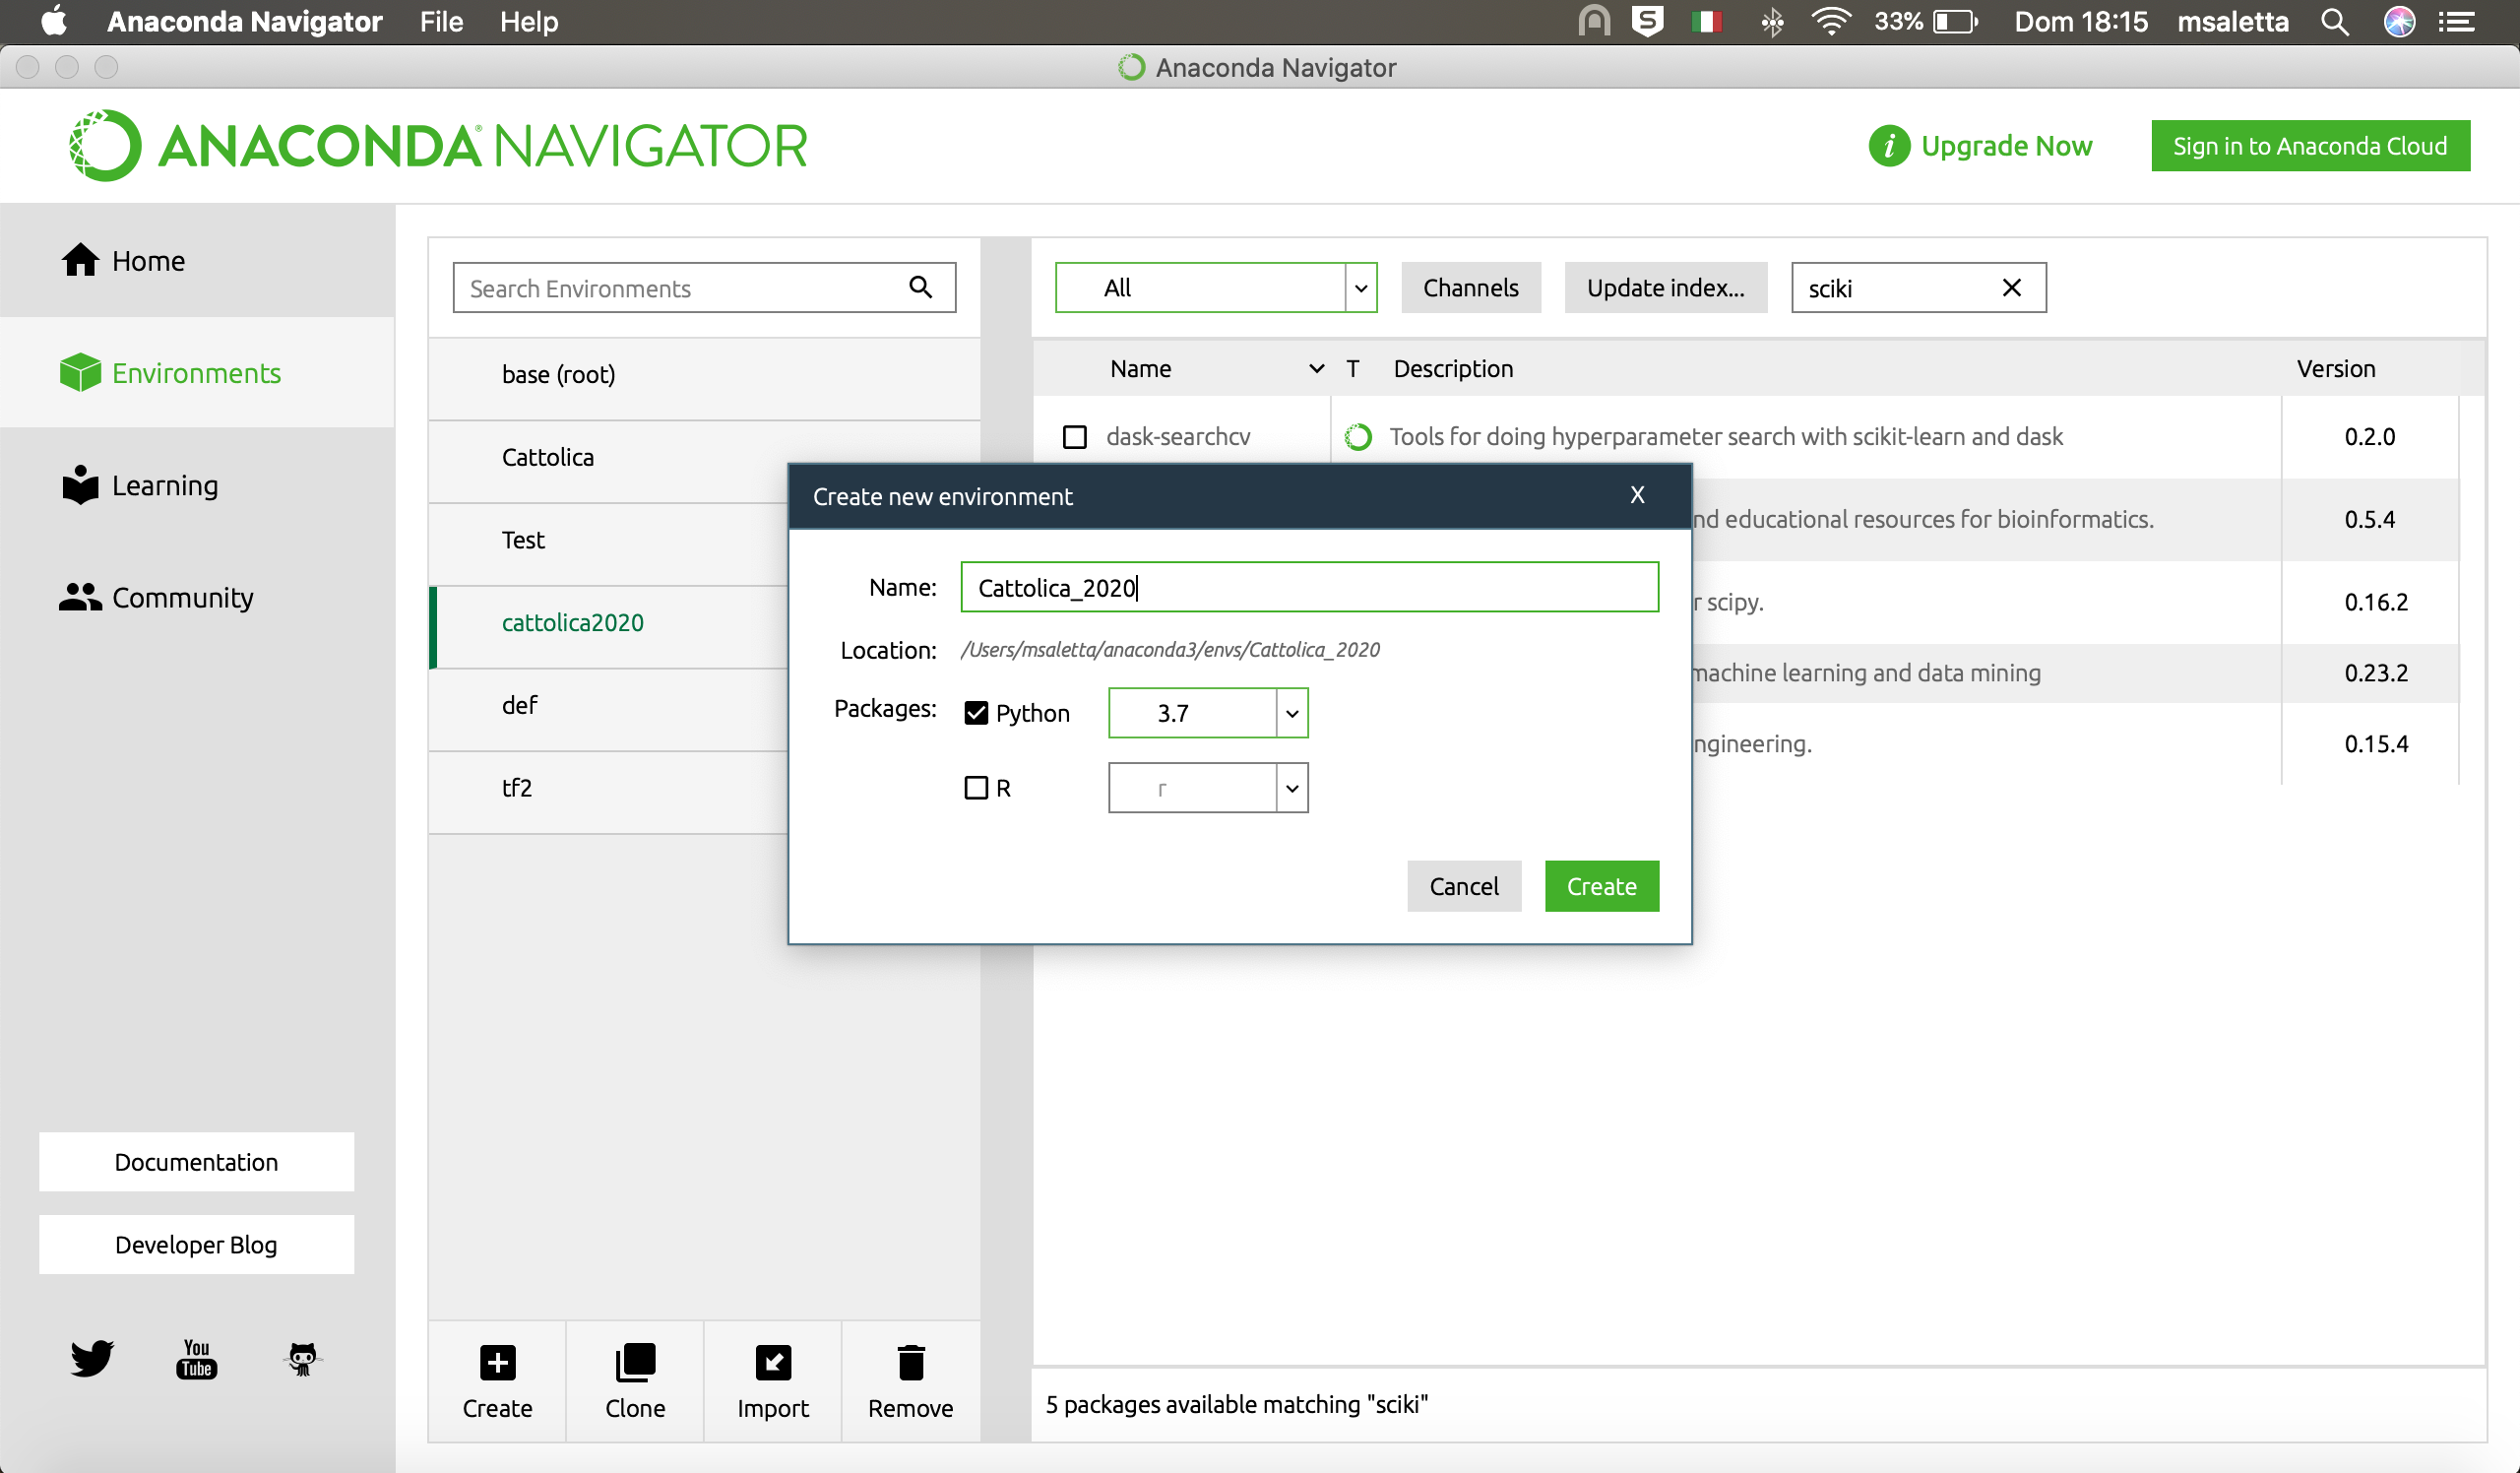 Anaconda Navigator File Help 33% Dom 18:15 msaletta
Anaconda Navigator
ANACONDA® NAVIGATOR
Upgrade Now
Sign in to Anaconda Cloud
Home
Environments
Learning
Community
Documentation
Developer Blog
You
Tube
Search Environments
base (root)
Cattolica
Test
cattolica2020
def
tf2
Create Clone Import Remove
All Channels Update index... sciki
Name T Description Version
dask-searchcv Tools for doing hyperparameter search with scikit-learn and dask 0.2.0
nd educational resources for bioinformatics. 0.5.4
r scipy. 0.16.2
machine learning and data mining 0.23.2
ngineering. 0.15.4
5 packages available matching "sciki"
Create new environment X
Name: Cattolica_2020
Location: /Users/msaletta/anaconda3/envs/Cattolica_2020
Packages: Python 3.7
R r
Cancel Create